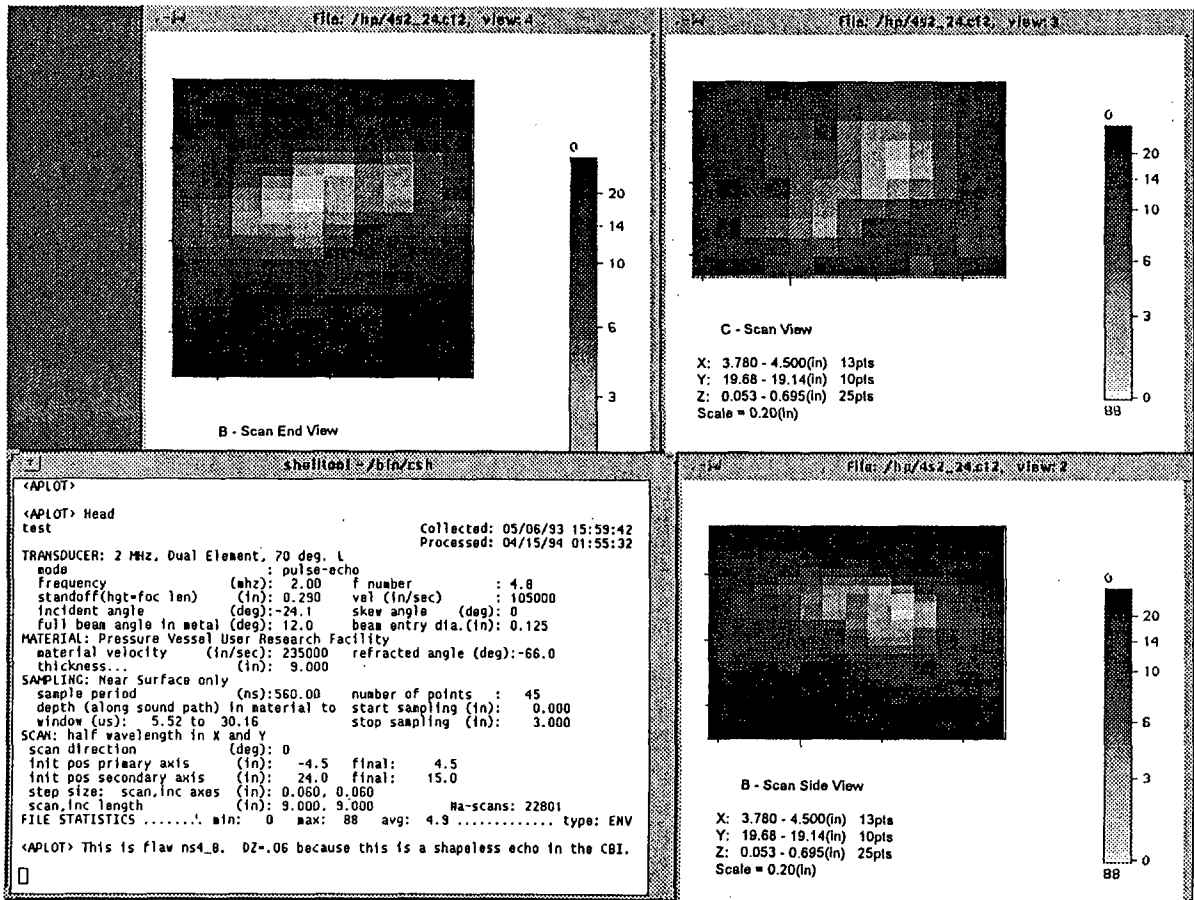 File: /hp/4s2_24.c12, view: 4
0
20
14
10
6
3
B - Scan End View
File: /hp/4s2_24.c12, view: 3
0
20
14
10
6
3
0
88
C - Scan View
X: 3.780 - 4.500(in) 13pts
Y: 19.68 - 19.14(in) 10pts
Z: 0.053 - 0.695(in) 25pts
Scale = 0.20(in)
shelltool - /bin/csh
<APLOT>
<APLOT> Head
test Collected: 05/06/93 15:59:42
Processed: 04/15/94 01:55:32
TRANSDUCER: 2 MHz, Dual Element, 70 deg. L
mode : pulse-echo
frequency (mhz): 2.00 f number : 4.8
standoff(hgt=foc len) (in): 0.290 vel (in/sec) : 105000
incident angle (deg):-24.1 skew angle (deg): 0
full beam angle in metal (deg): 12.0 beam entry dia.(in): 0.125
MATERIAL: Pressure Vessel User Research Facility
material velocity (in/sec): 235000 refracted angle (deg):-66.0
thickness... (in): 9.000
SAMPLING: Near Surface only
sample period (ns):560.00 number of points : 45
depth (along sound path) in material to start sampling (in): 0.000
window (us): 5.52 to 30.16 stop sampling (in): 3.000
SCAN: half wavelength in X and Y
scan direction (deg): 0
init pos primary axis (in): -4.5 final: 4.5
init pos secondary axis (in): 24.0 final: 15.0
step size: scan,inc axes (in): 0.060, 0.060
scan,inc length (in): 9.000, 9.000 #a-scans: 22801
FILE STATISTICS ....... min: 0 max: 88 avg: 4.9 ............. type: ENV
<APLOT> This is flaw ns4_8. DZ=.06 because this is a shapeless echo in the CBI.
File: /hp/4s2_24.c12, view: 2
0
20
14
10
6
3
0
88
B - Scan Side View
X: 3.780 - 4.500(in) 13pts
Y: 19.68 - 19.14(in) 10pts
Z: 0.053 - 0.695(in) 25pts
Scale = 0.20(in)